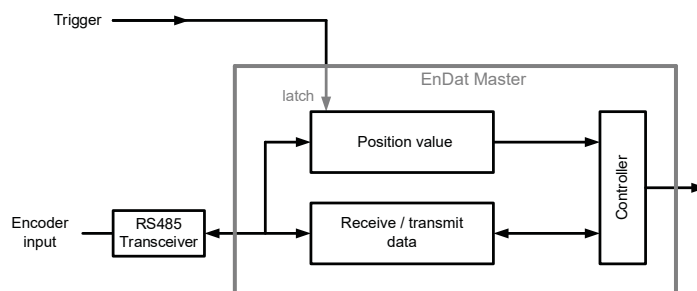 Trigger
EnDat Master
latch
Position value
Controller
Encoder
input
RS485
Transceiver
Receive / transmit
data